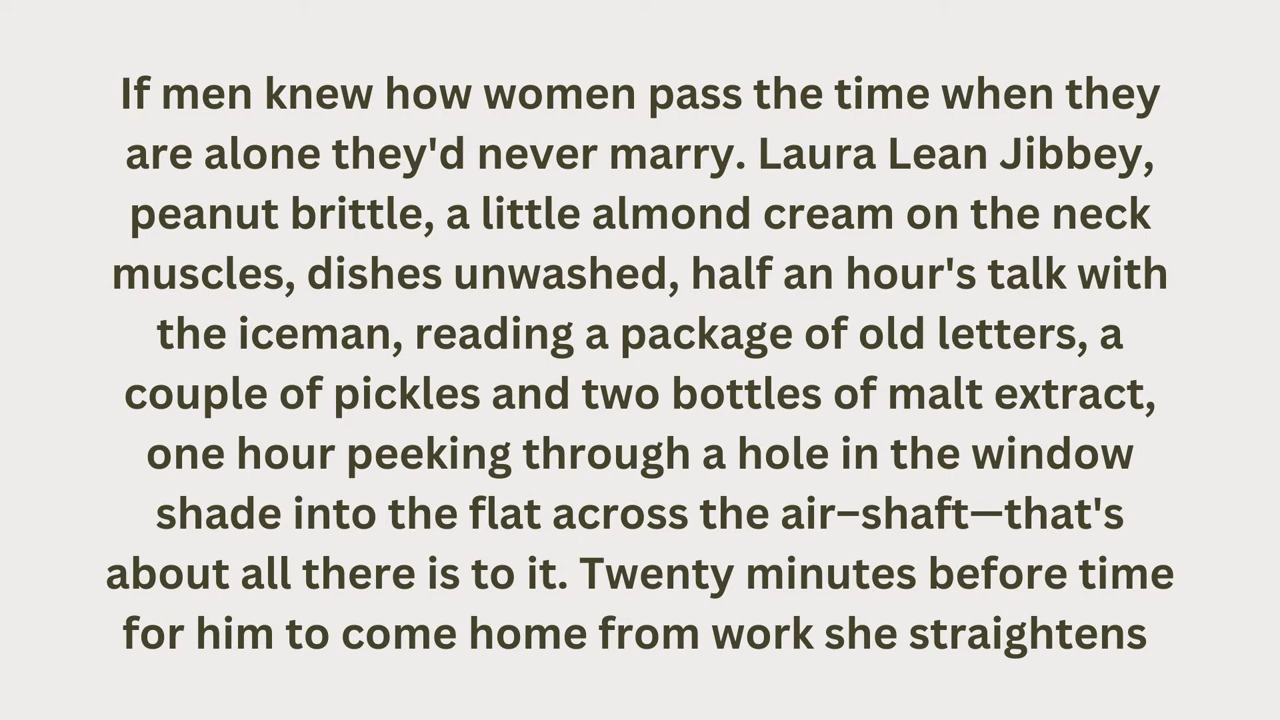 If men knew how women pass the time when they
are alone they'd never marry. Laura Lean Jibbey,
peanut brittle, a little almond cream on the neck
muscles, dishes unwashed, half an hour's talk with
the iceman, reading a package of old letters, a
couple of pickles and two bottles of malt extract,
one hour peeking through a hole in the window
shade into the flat across the air–shaft—that's
about all there is to it. Twenty minutes before time
for him to come home from work she straightens